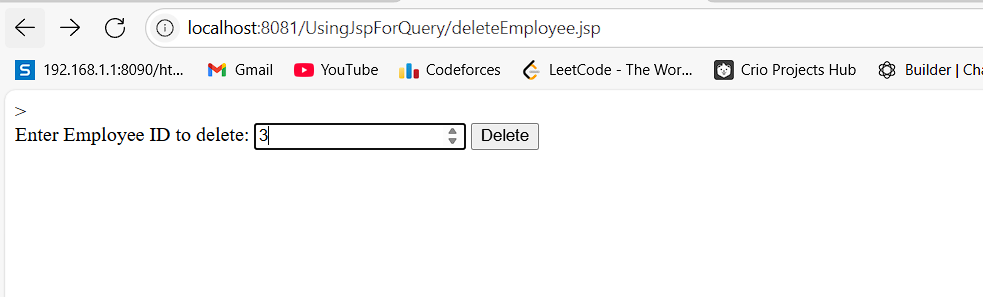 localhost:8081/UsingJspForQuery/deleteEmployee.jsp
S 192.168.1.1:8090/ht... Gmail YouTube Codeforces LeetCode - The Wor... Crio Projects Hub Builder | Cha
>
Enter Employee ID to delete: 3 Delete